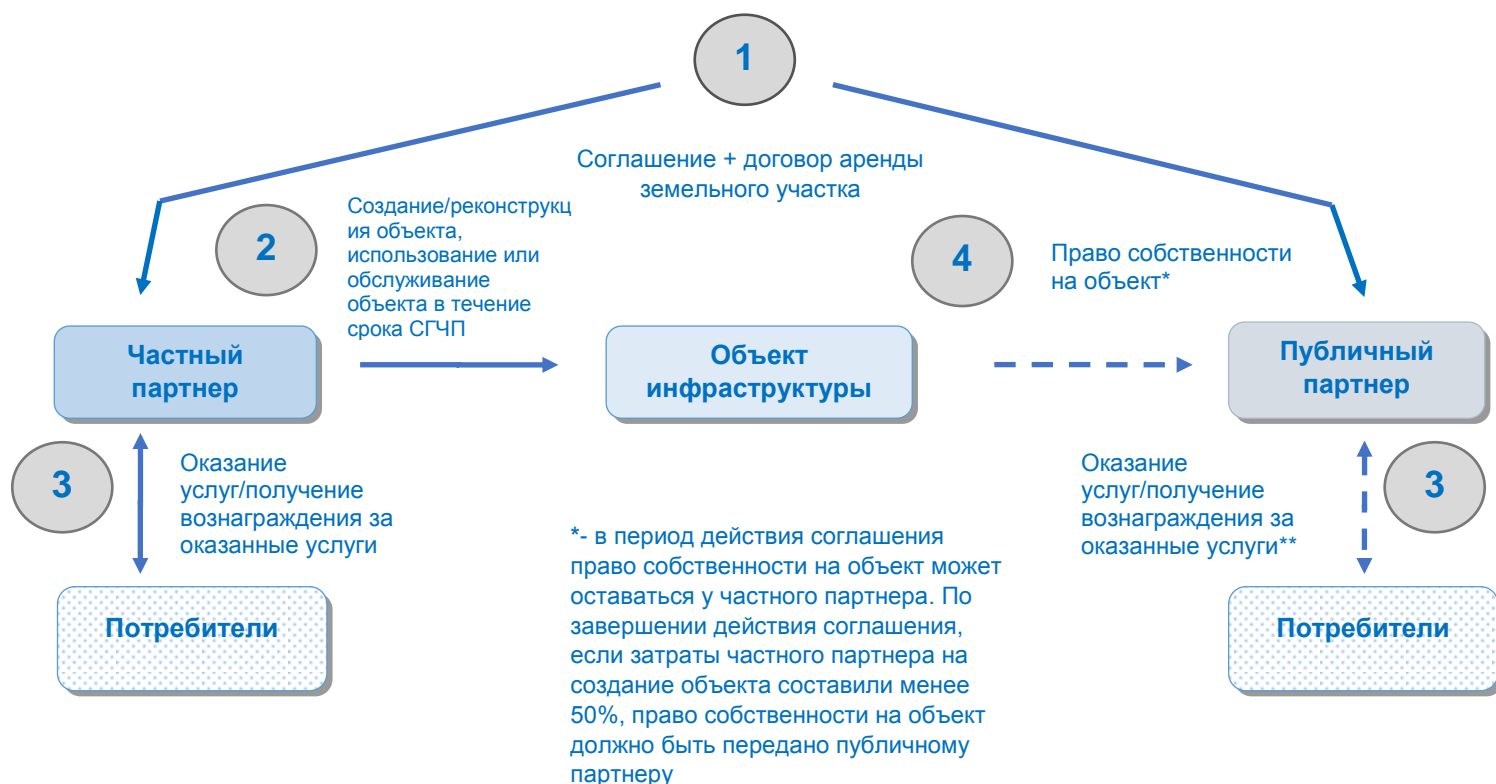 1
Соглашение + договор аренды
земельного участка
2
Создание/реконструкц
ия объекта,
использование или
обслуживание
объекта в течение
срока СГЧП
4
Право собственности
на объект*
Частный
партнер
Объект
инфраструктуры
Публичный
партнер
3
Оказание
услуг/получение
вознаграждения за
оказанные услуги
Оказание
услуг/получение
вознаграждения за
оказанные услуги**
3
*- в период действия соглашения
право собственности на объект может
оставаться у частного партнера. По
завершении действия соглашения,
если затраты частного партнера на
создание объекта составили менее
50%, право собственности на объект
должно быть передано публичному
партнеру
Потребители
Потребители